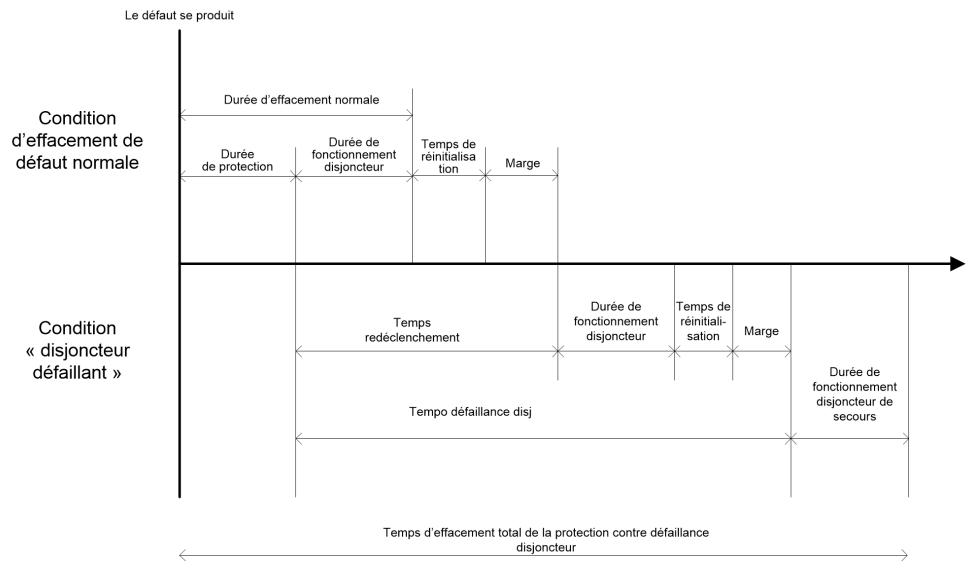 Le défaut se produit
Condition
d’effacement de
défaut normale
Durée d’effacement normale
Durée
de protection
Durée de
fonctionnement
disjoncteur
Temps de
réinitialisa
tion
Marge
Condition
« disjoncteur
défaillant »
Temps
redéclenchement
Durée de
fonctionnement
disjoncteur
Temps de
réinitiali-
sation
Marge
Tempo défaillance disj
Durée de
fonctionnement
disjoncteur de
secours
Temps d’effacement total de la protection contre défaillance
disjoncteur